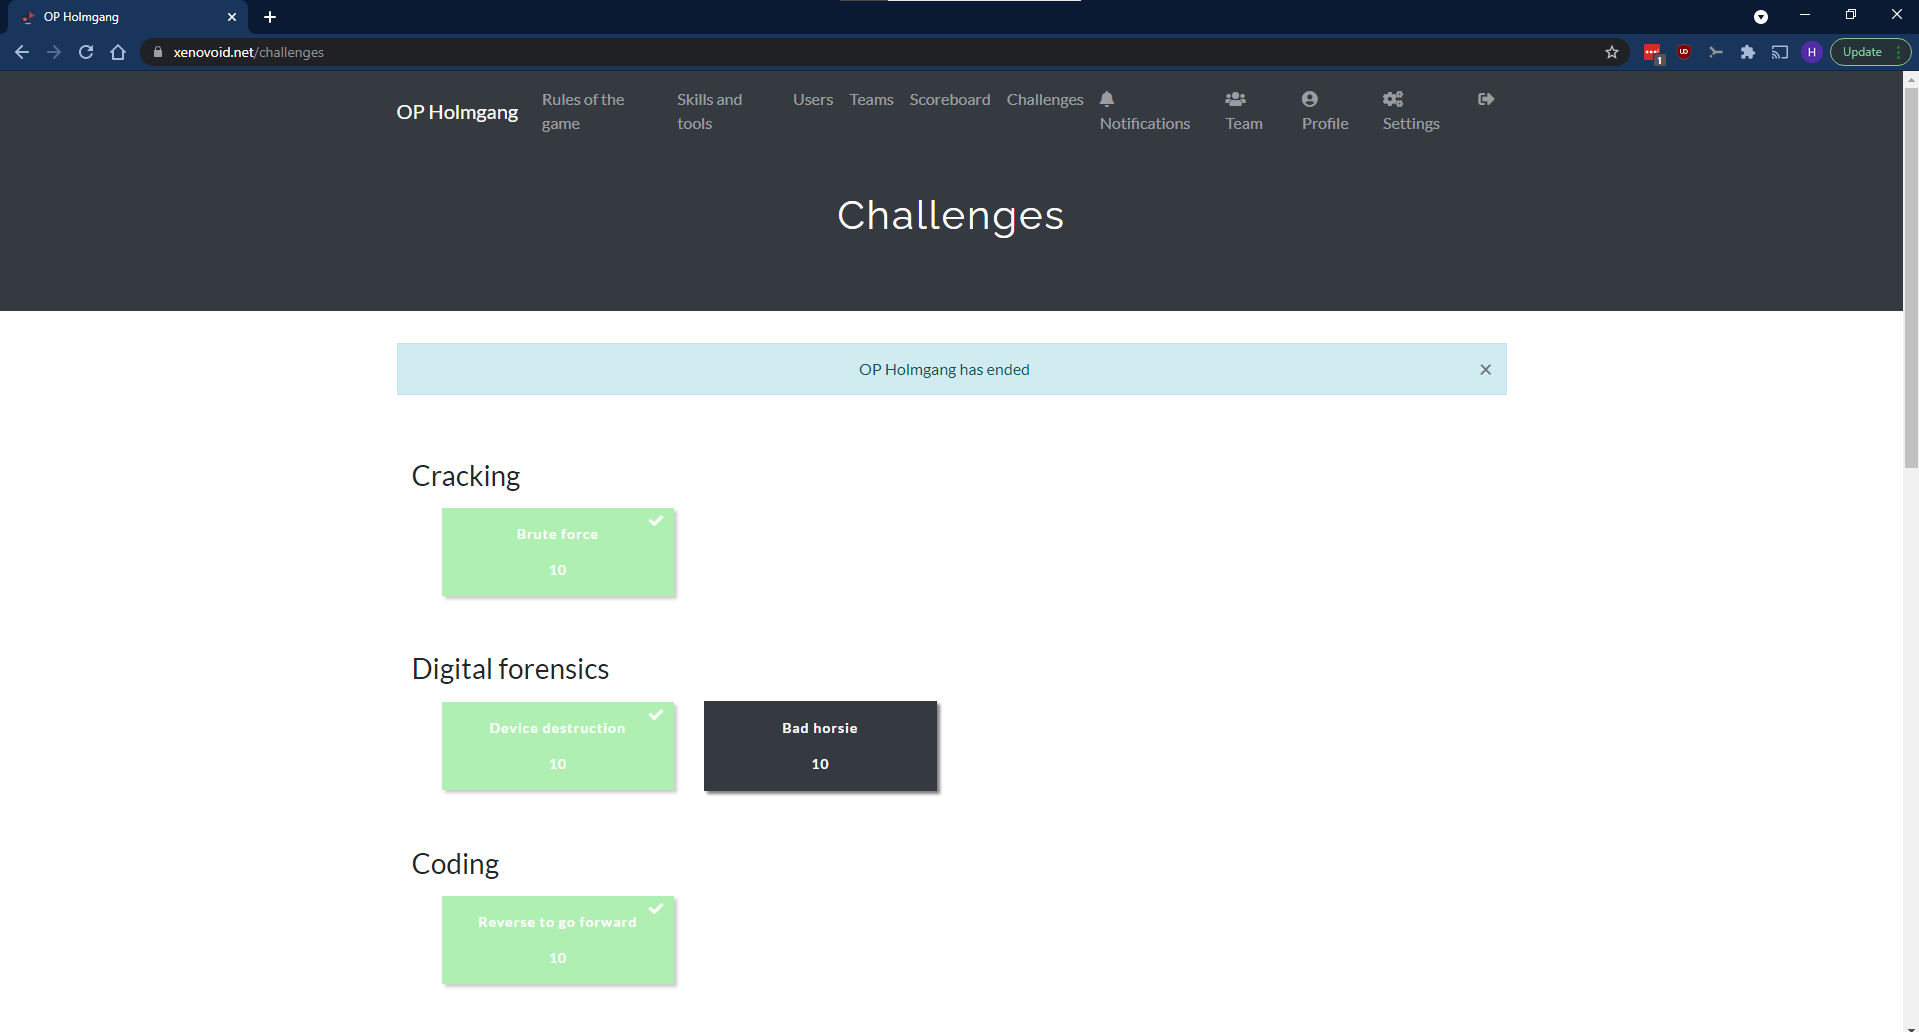 OP Holmgang
xenovoid.net/challenges
1
UD
H
Update
OP Holmgang
Rules of the
game
Skills and
tools
Users
Teams
Scoreboard
Challenges
Notifications
Team
Profile
Settings
Challenges
OP Holmgang has ended
Cracking
Brute force
10
Digital forensics
Device destruction
10
Bad horsie
10
Coding
Reverse to go forward
10